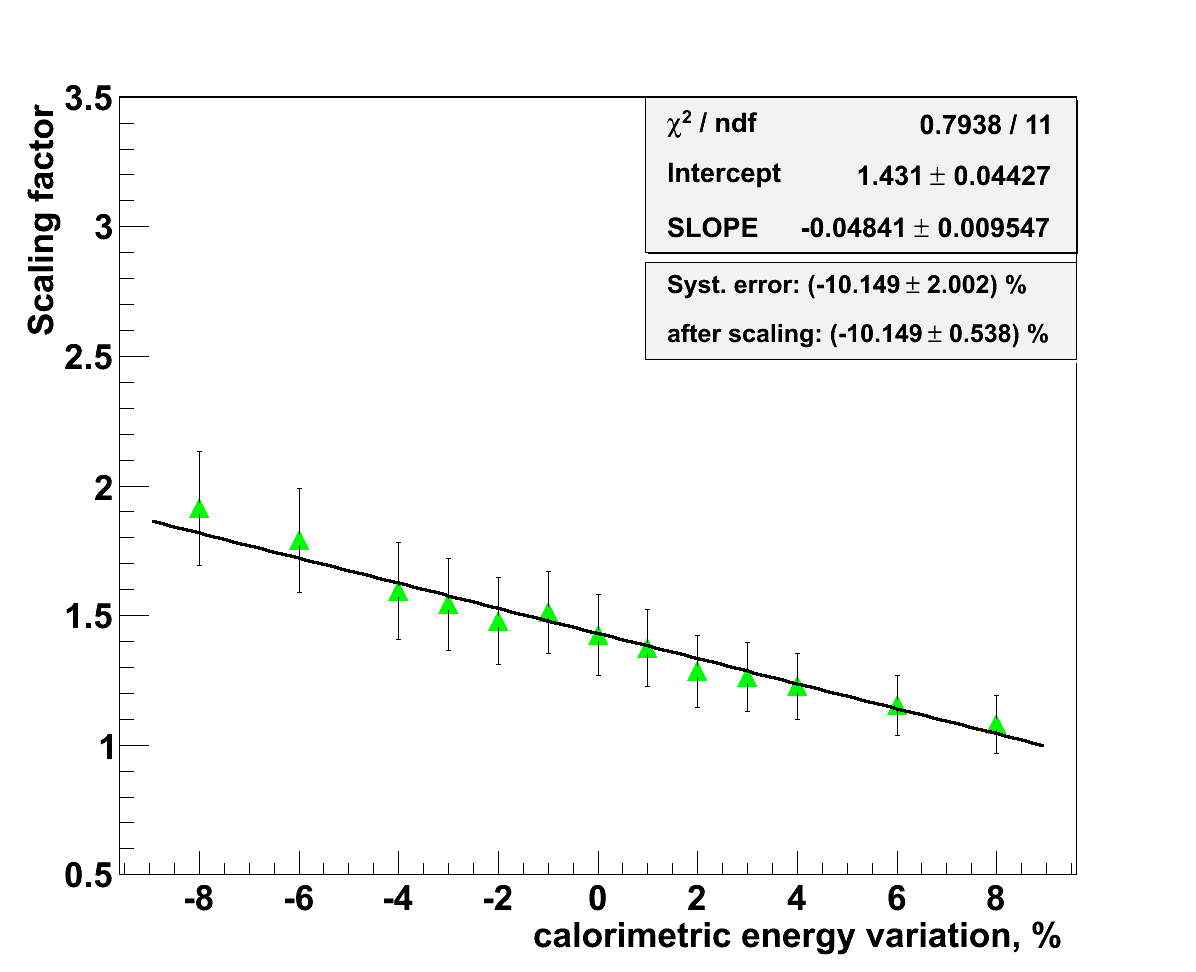 Scaling factor
3.5
3
2.5
2
1.5
1
0.5
χ² / ndf 0.7938 / 11
Intercept 1.431 ± 0.04427
SLOPE -0.04841 ± 0.009547
Syst. error: (-10.149 ± 2.002) %
after scaling: (-10.149 ± 0.538) %
-8 -6 -4 -2 0 2 4 6 8
calorimetric energy variation, %